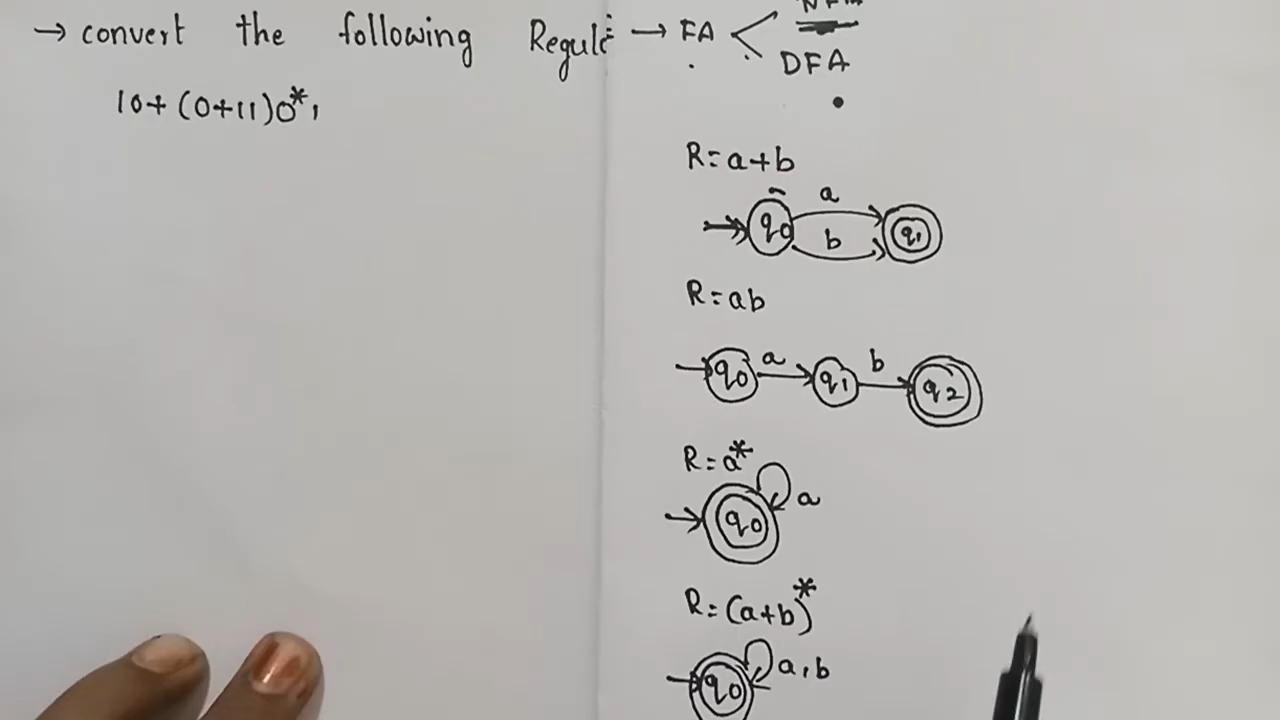 → convert the following Regul → FA
DFA
10+(0+11)0*1
R=a+b
q0 a b q1
R=ab
q0 a q1 b q2
R=a*
q0 a
R=(a+b)*
q0 a,b